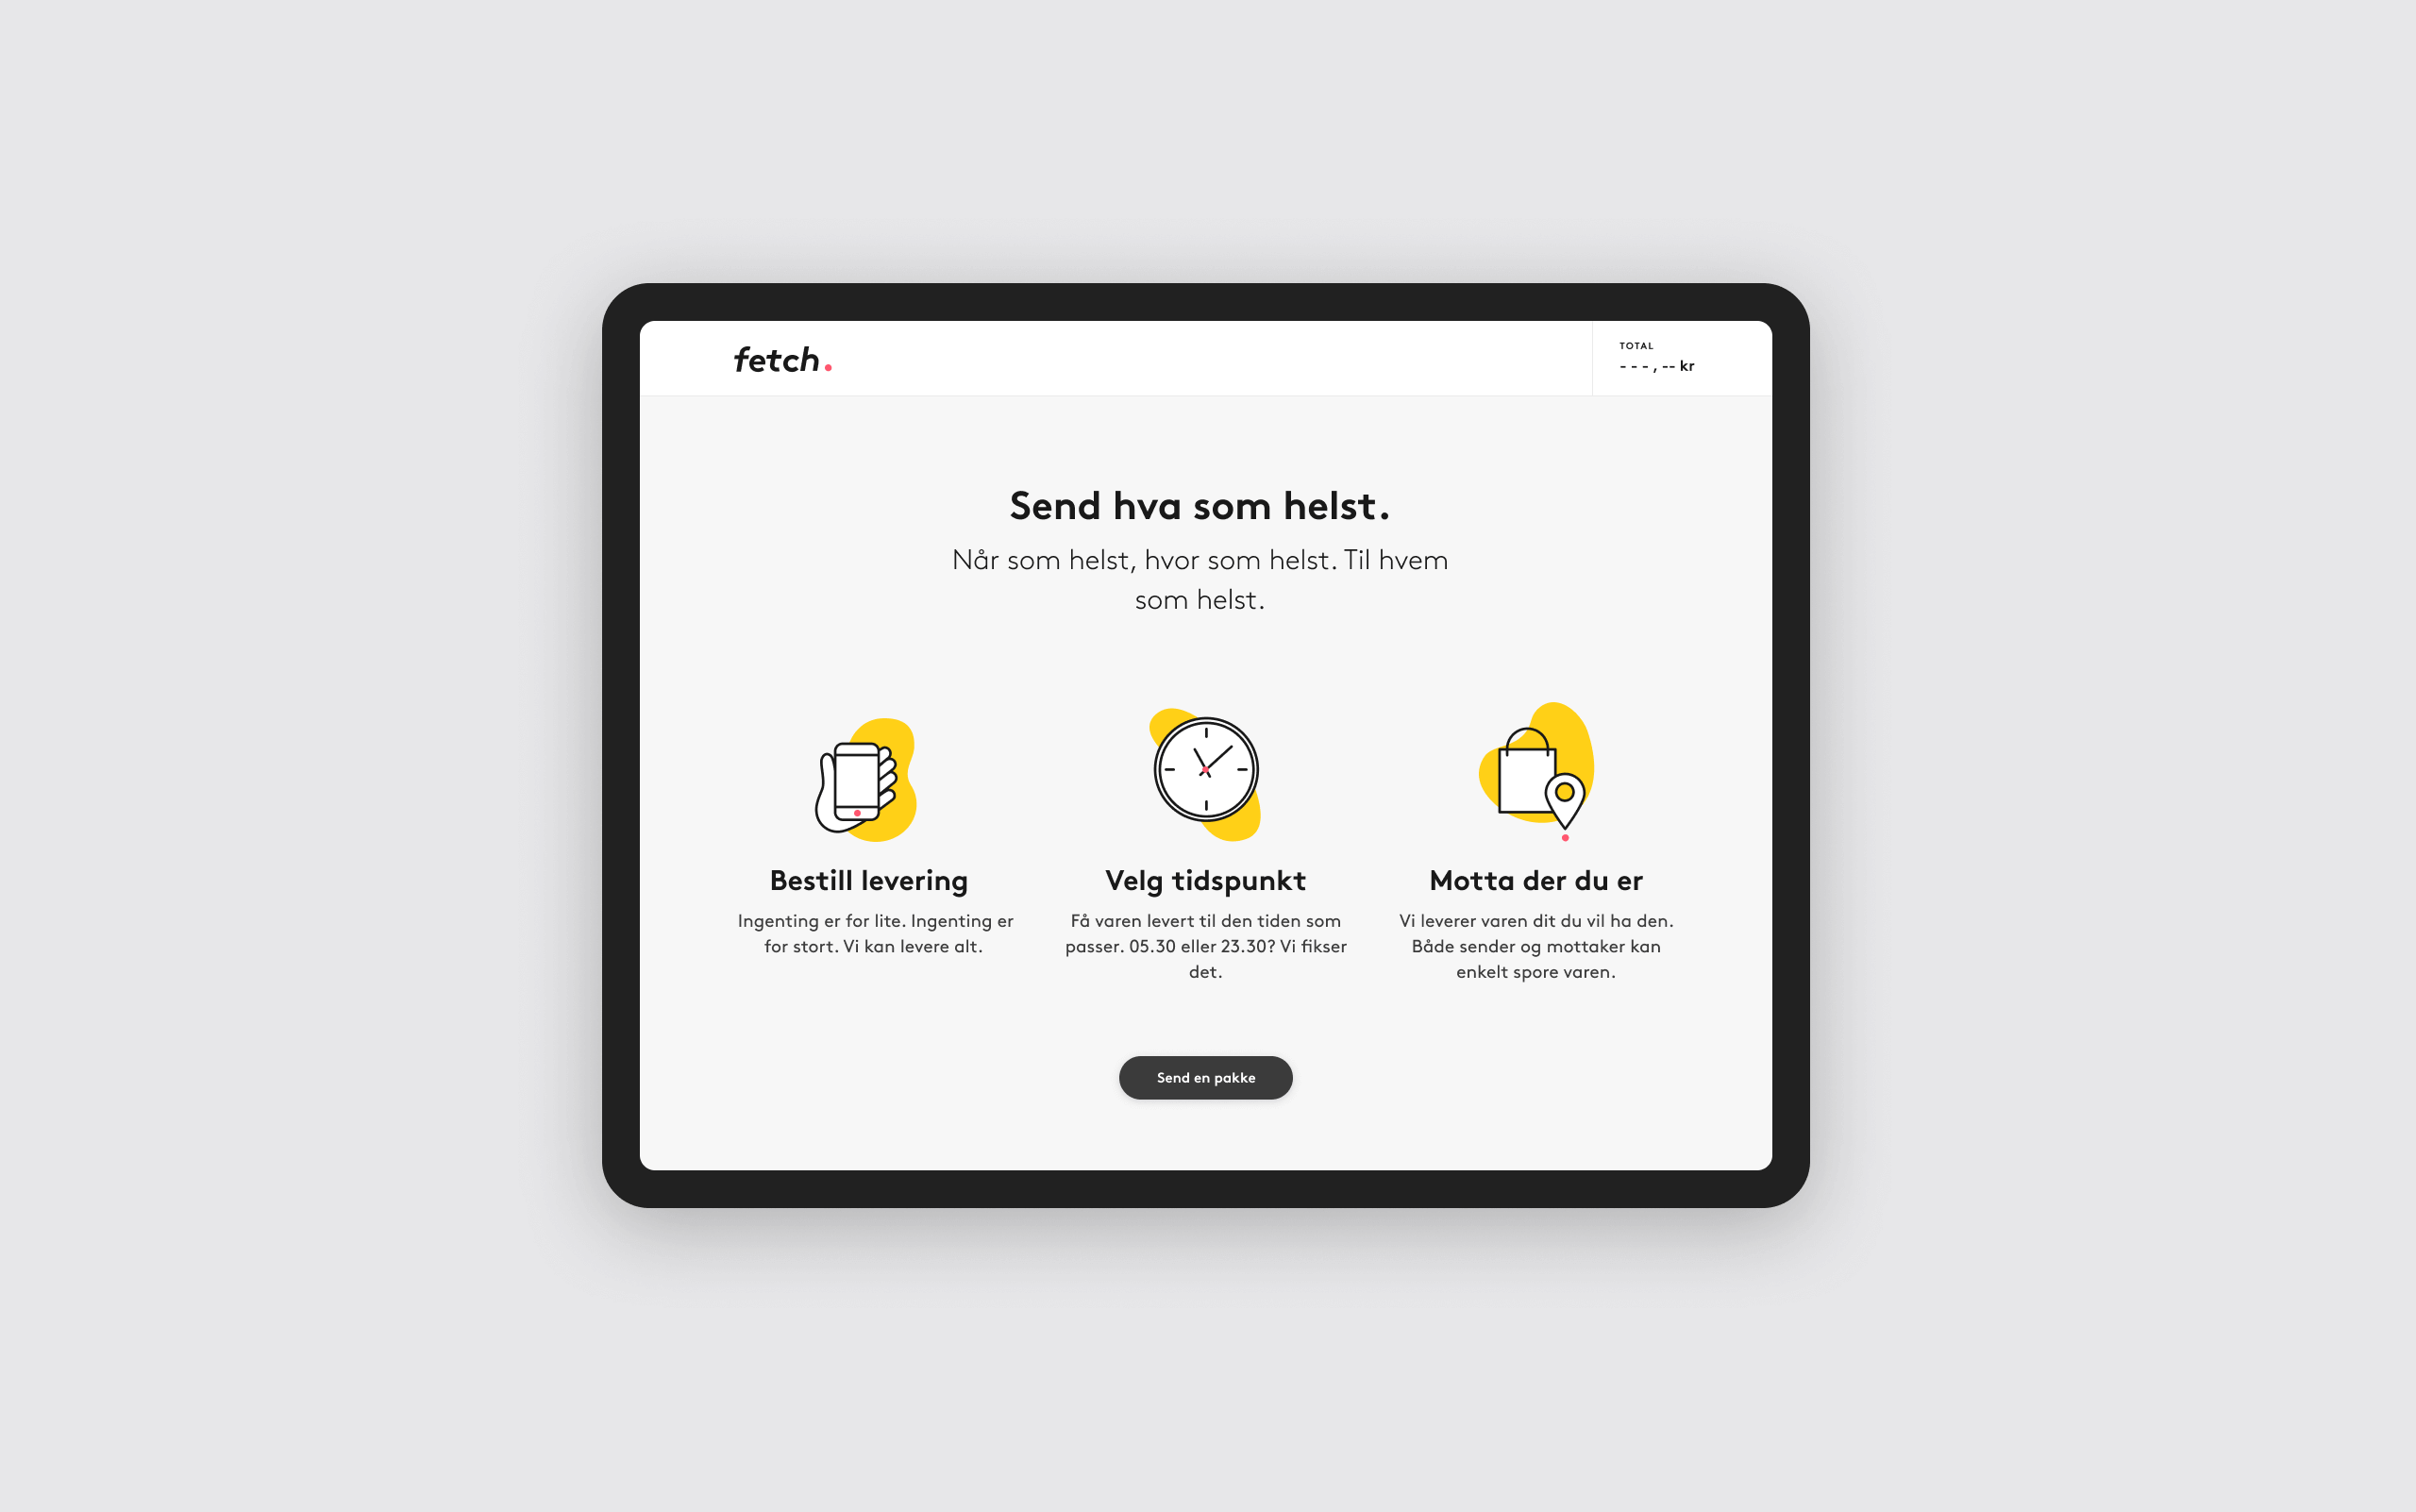 fetch.
TOTAL
- - - , -- kr
Send hva som helst.
Når som helst, hvor som helst. Til hvem
som helst.
Bestill levering
Ingenting er for lite. Ingenting er
for stort. Vi kan levere alt.
Velg tidspunkt
Få varen levert til den tiden som
passer. 05.30 eller 23.30? Vi fikser
det.
Motta der du er
Vi leverer varen dit du vil ha den.
Både sender og mottaker kan
enkelt spore varen.
Send en pakke